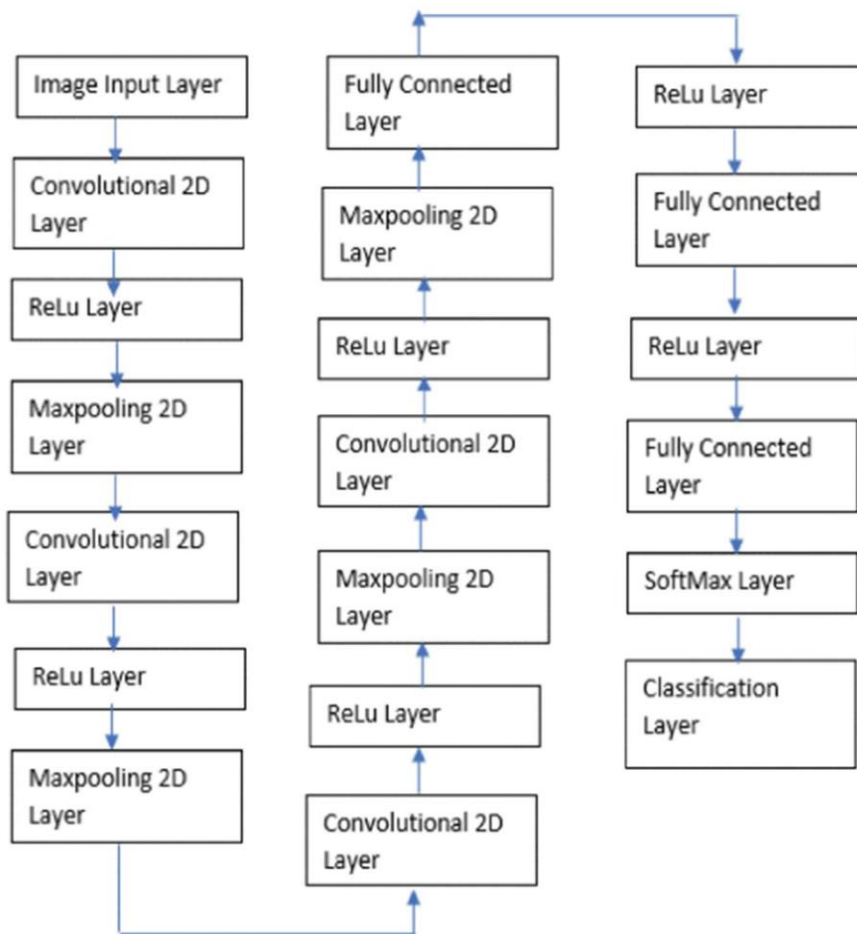 Image Input Layer
Convolutional 2D
Layer
ReLu Layer
Maxpooling 2D
Layer
Convolutional 2D
Layer
ReLu Layer
Maxpooling 2D
Layer
Convolutional 2D
Layer
ReLu Layer
Maxpooling 2D
Layer
Convolutional 2D
Layer
ReLu Layer
Maxpooling 2D
Layer
Fully Connected
Layer
ReLu Layer
Fully Connected
Layer
ReLu Layer
Fully Connected
Layer
SoftMax Layer
Classification
Layer